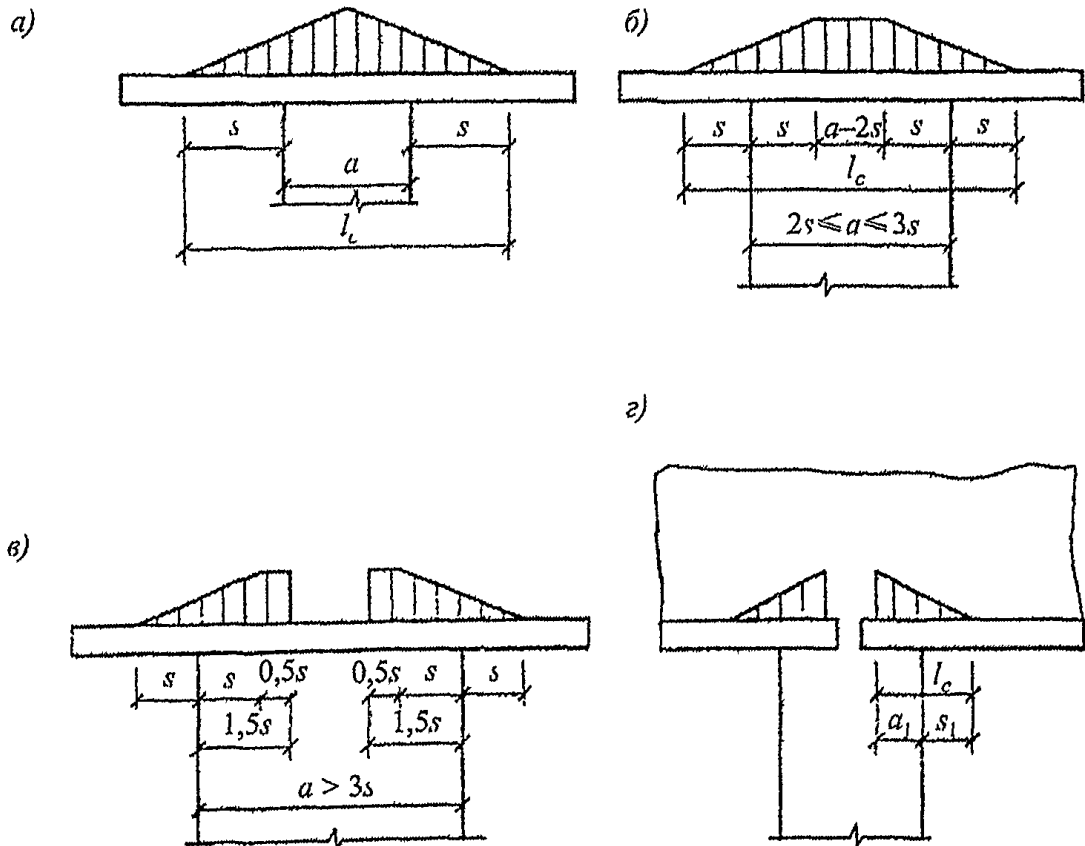 а)
s
s
a
l_c
б)
s s a–2s s s
l_c
2s ≤ a ≤ 3s
в)
s s 0,5s 0,5s s s
1,5s 1,5s
a > 3s
г)
l_c
a_1 s_1